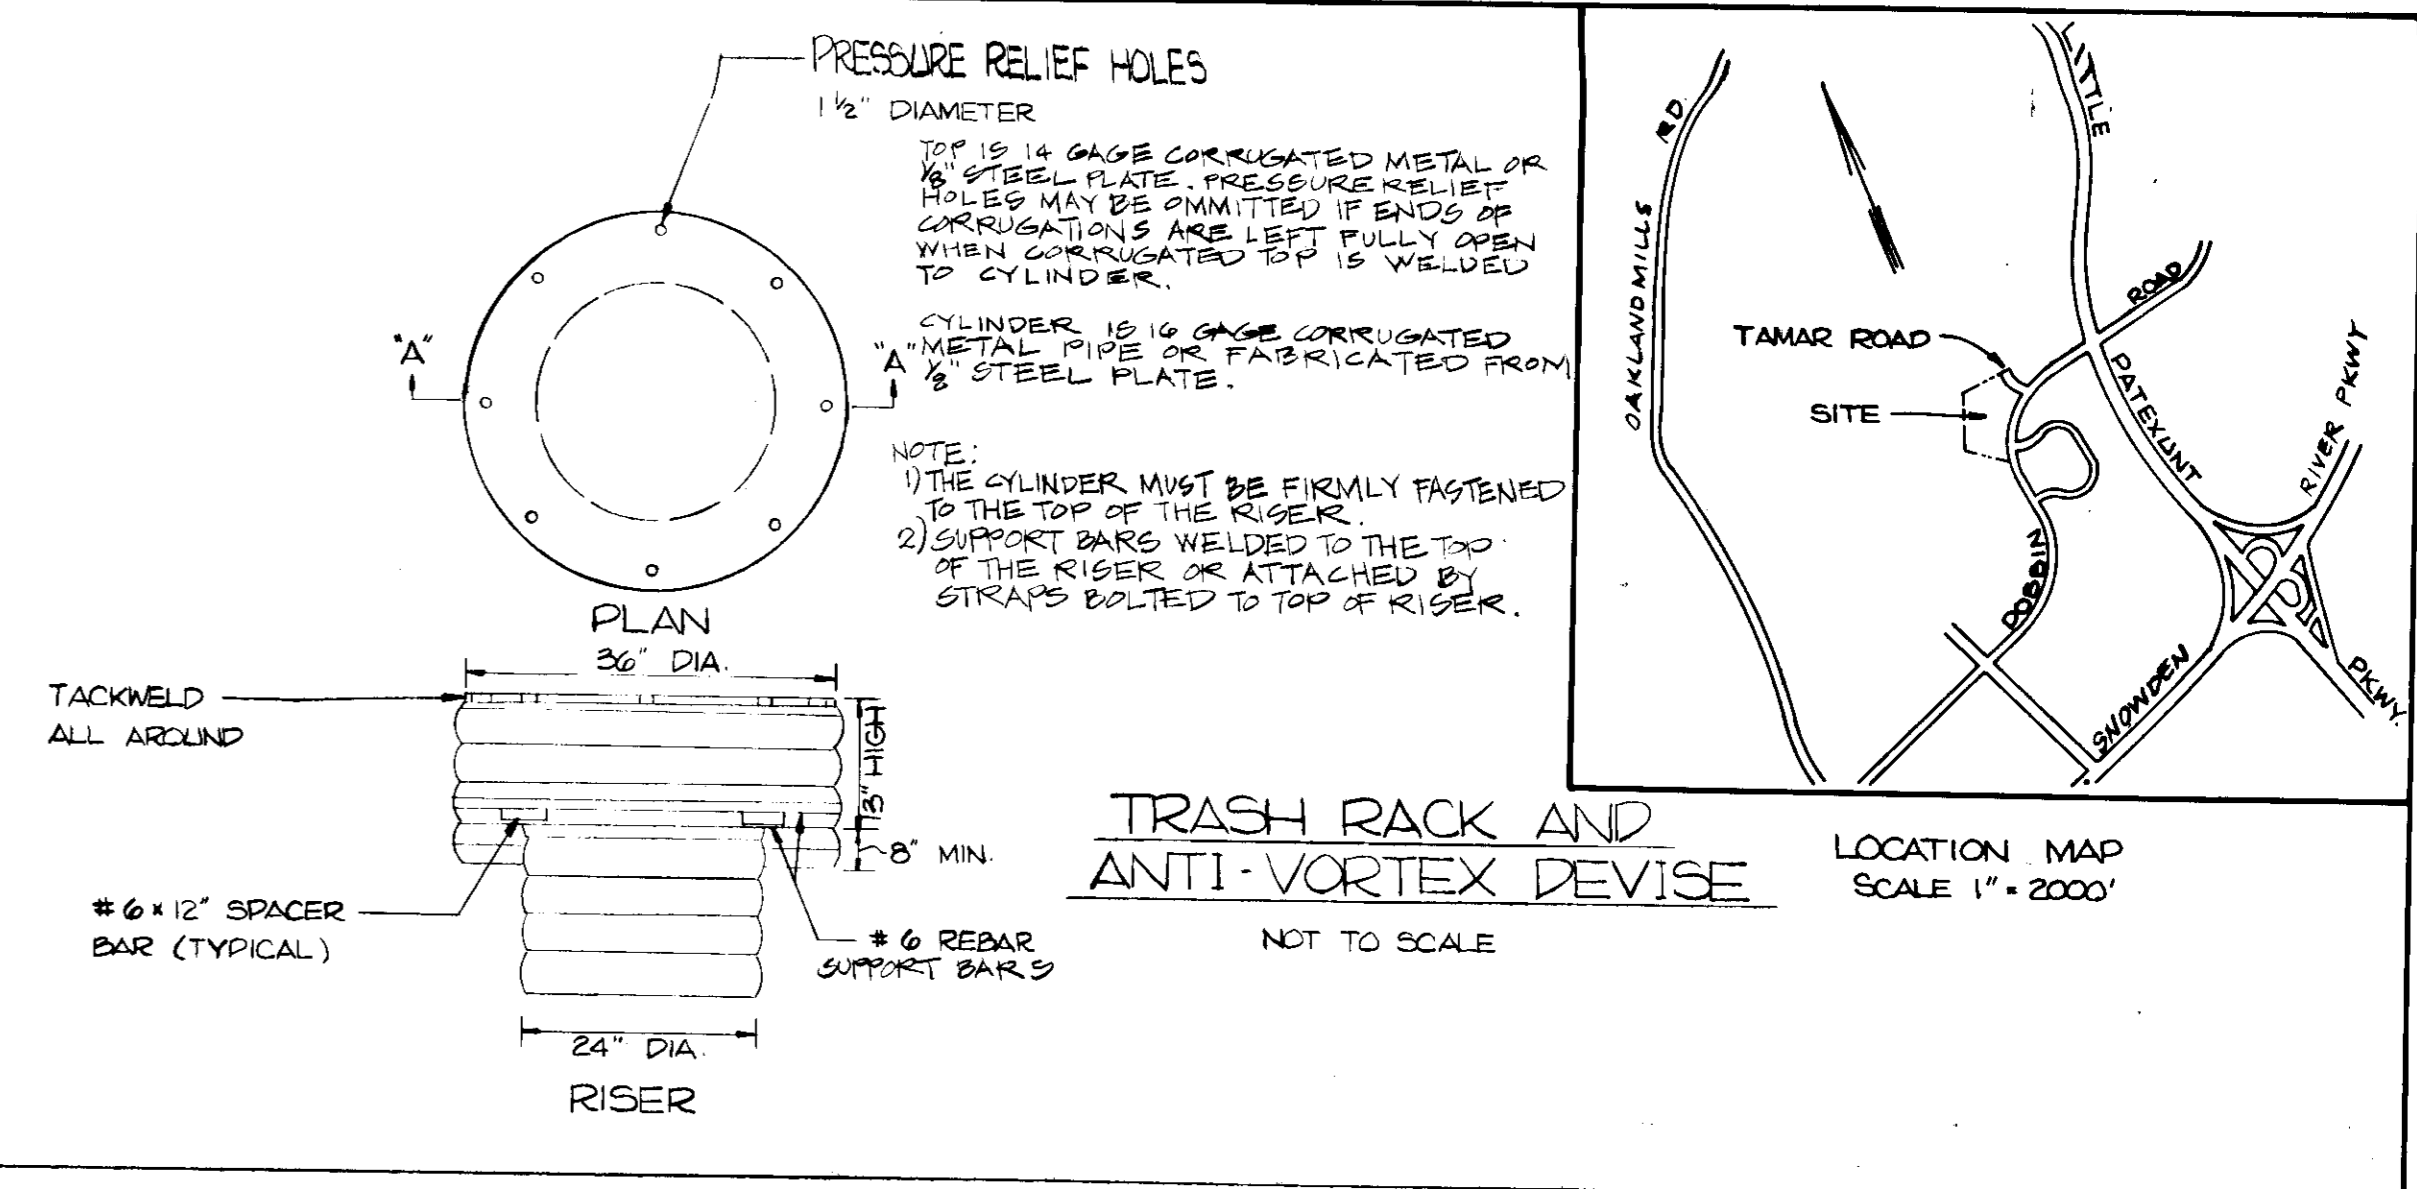 PRESSURE RELIEF HOLES
1 1/2" DIAMETER
TOP IS 14 GAGE CORRUGATED METAL OR
1/8" STEEL PLATE. PRESSURE RELIEF
HOLES MAY BE OMMITTED IF ENDS OF
CORRUGATIONS ARE LEFT FULLY OPEN
WHEN CORRUGATED TOP IS WELDED
TO CYLINDER.
CYLINDER IS 16 GAGE CORRUGATED
METAL PIPE OR FABRICATED FROM
1/8" STEEL PLATE.
"A"
"A"
NOTE:
1) THE CYLINDER MUST BE FIRMLY FASTENED
TO THE TOP OF THE RISER.
2) SUPPORT BARS WELDED TO THE TOP
OF THE RISER OR ATTACHED BY
STRAPS BOLTED TO TOP OF RISER.
PLAN
36" DIA.
TACKWELD
ALL AROUND
13" HIGH
8" MIN.
#6 x 12" SPACER
BAR (TYPICAL)
#6 REBAR
SUPPORT BARS
24" DIA.
RISER
TRASH RACK AND
ANTI-VORTEX DEVISE
NOT TO SCALE
OAKLAND MILLS RD.
LITTLE PATEXUNT PKWY.
TAMAR ROAD
SITE
DOBBIN ROAD
SNOWDEN RIVER PKWY
LOCATION MAP
SCALE 1" = 2000'